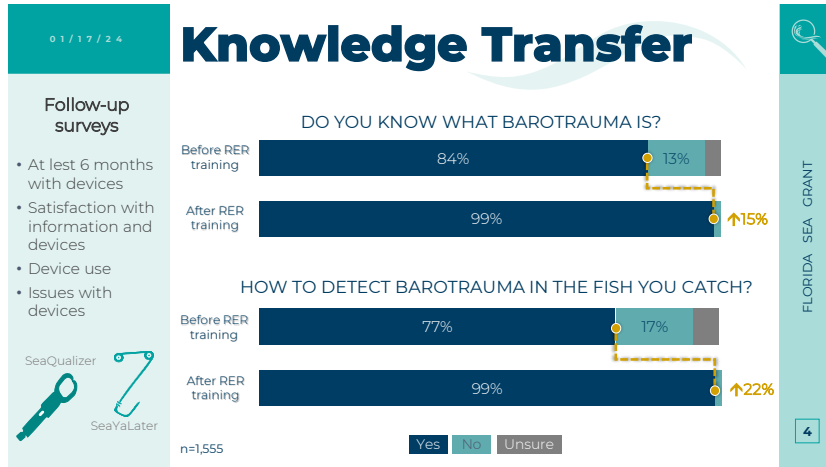 01/17/24
Knowledge Transfer
Follow-up
surveys
• At lest 6 months
with devices
• Satisfaction with
information and
devices
• Device use
• Issues with
devices
SeaQualizer
SeaYaLater
DO YOU KNOW WHAT BAROTRAUMA IS?
Before RER
training
84%
13%
After RER
training
99%
↑15%
HOW TO DETECT BAROTRAUMA IN THE FISH YOU CATCH?
Before RER
training
77%
17%
After RER
training
99%
↑22%
n=1,555
Yes
No
Unsure
FLORIDA SEA GRANT
4